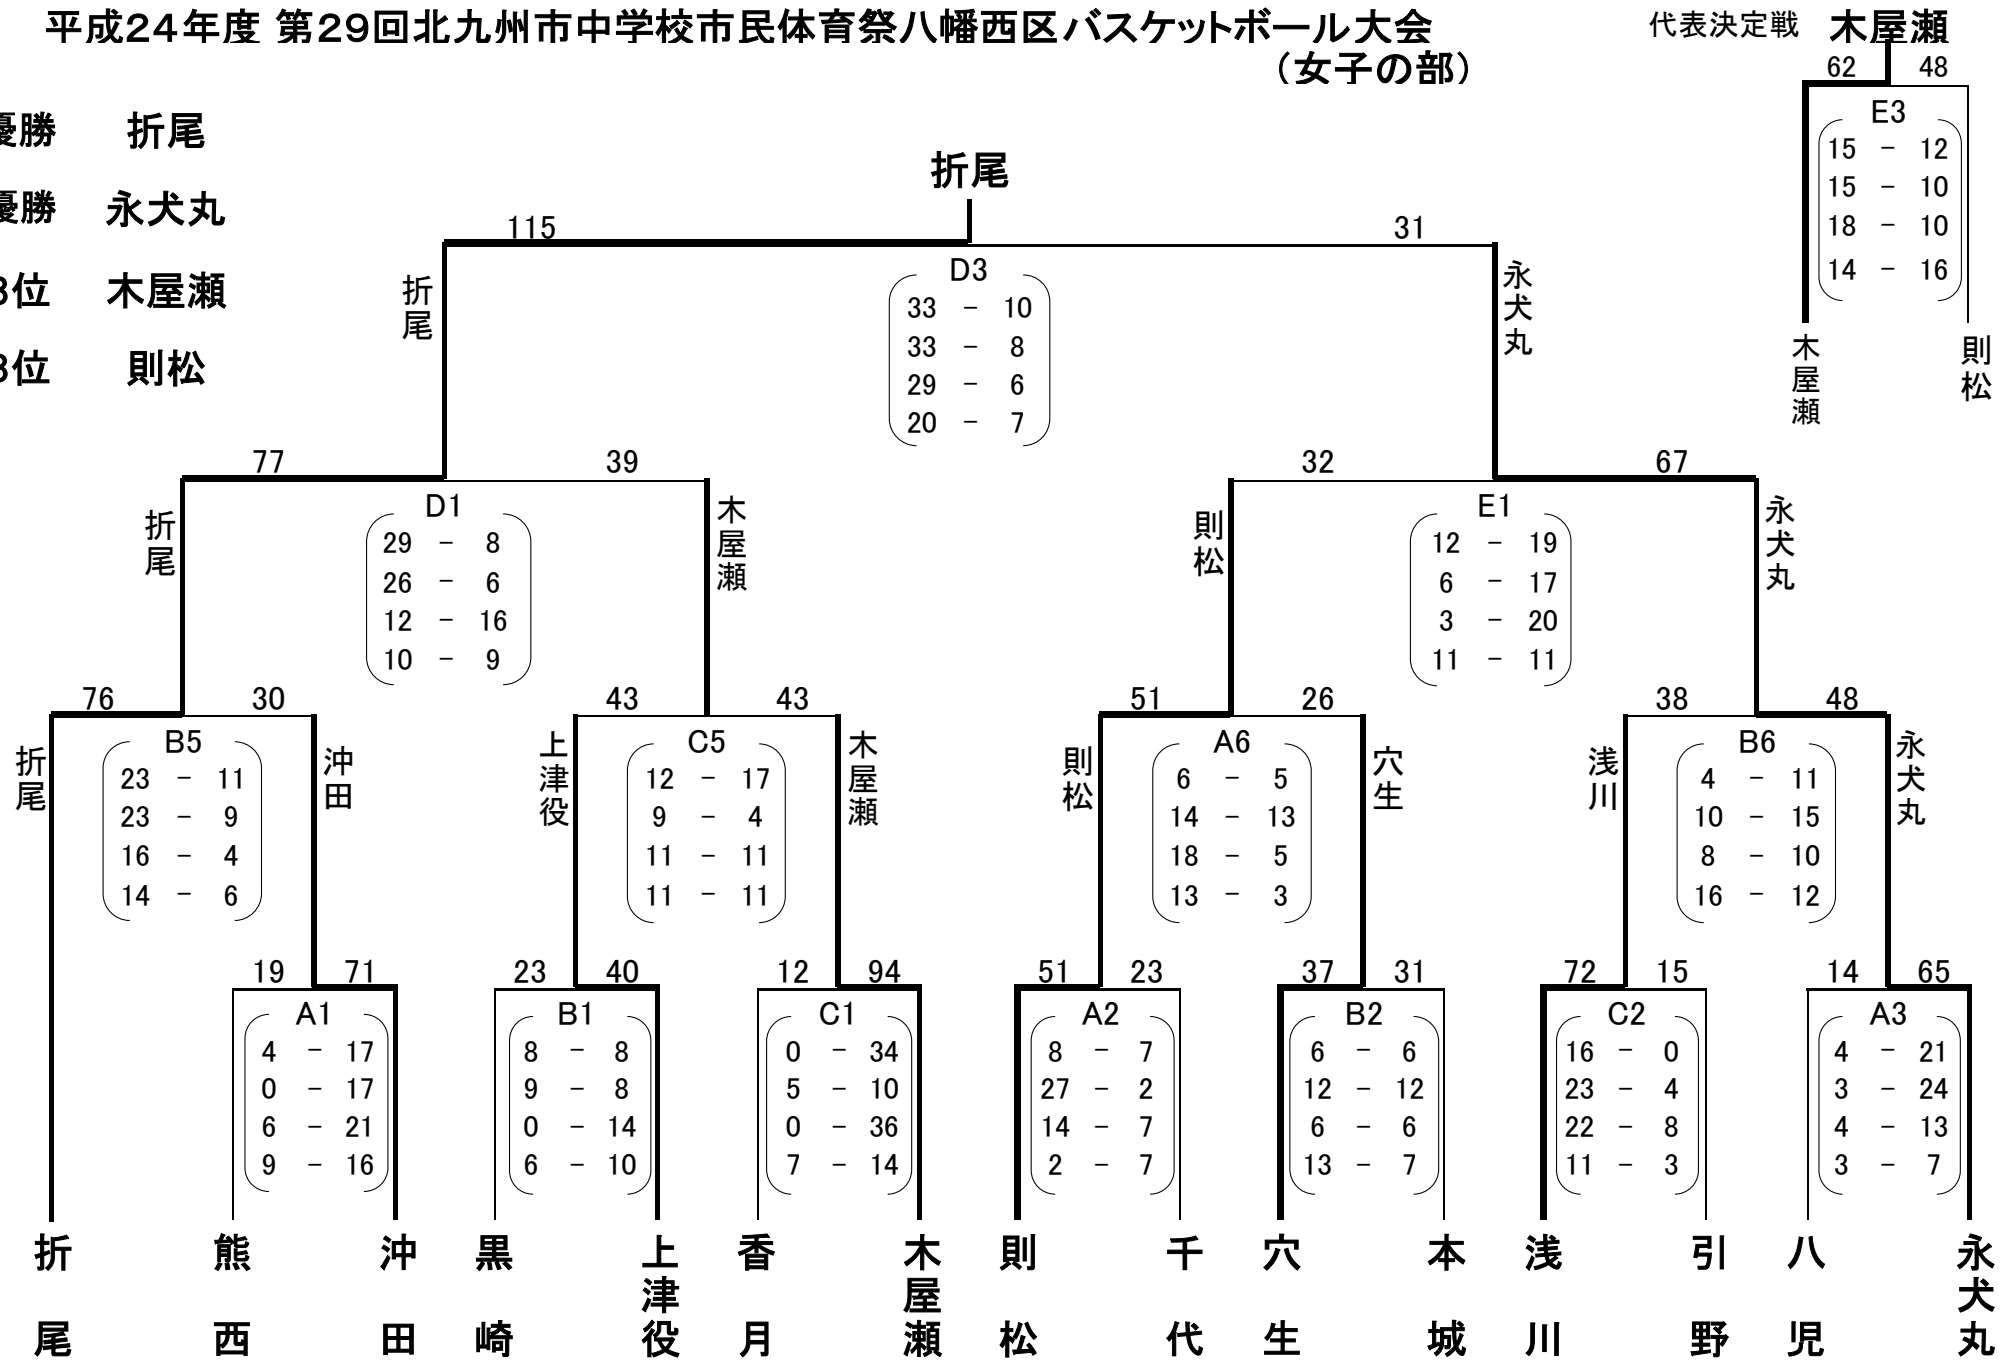 平成24年度 第29回北九州市中学校市民体育祭八幡西区バスケットボール大会
（女子の部）
代表決定戦 木屋瀬
62 48
E3
15 - 12
15 - 10
18 - 10
14 - 16
木屋瀬 則松
優勝 折尾
優勝 永犬丸
3位 木屋瀬
3位 則松
折尾
115 31
折尾 永犬丸
D3
33 - 10
33 - 8
29 - 6
20 - 7
77 39
折尾 木屋瀬
D1
29 - 8
26 - 6
12 - 16
10 - 9
32 67
則松 永犬丸
E1
12 - 19
6 - 17
3 - 20
11 - 11
76 30
折尾 沖田
B5
23 - 11
23 - 9
16 - 4
14 - 6
43 43
上津役 木屋瀬
C5
12 - 17
9 - 4
11 - 11
11 - 11
51 26
則松 穴生
A6
6 - 5
14 - 13
18 - 5
13 - 3
38 48
浅川 永犬丸
B6
4 - 11
10 - 15
8 - 10
16 - 12
19 71
A1
4 - 17
0 - 17
6 - 21
9 - 16
23 40
B1
8 - 8
9 - 8
0 - 14
6 - 10
12 94
C1
0 - 34
5 - 10
0 - 36
7 - 14
51 23
A2
8 - 7
27 - 2
14 - 7
2 - 7
37 31
B2
6 - 6
12 - 12
6 - 6
13 - 7
72 15
C2
16 - 0
23 - 4
22 - 8
11 - 3
14 65
A3
4 - 21
3 - 24
4 - 13
3 - 7
折尾 熊西 沖田 黒崎 上津役 香月 木屋瀬 則松 千代 穴生 本城 浅川 引野 八児 永犬丸